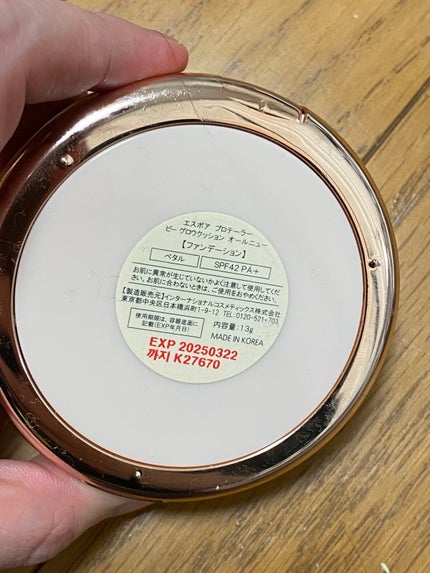 エスポア プロテーラー
ビー グロウクッション オールニュー
【ファンデーション】
ペタル SPF42 PA+
お肌に異常が生じていないかよく注意して使用してくだ
さい。お肌に合わないときは、ご使用をおやめください。
【製造販売元】インターナショナルコスメティックス株式会社
東京都中央区日本橋浜町1-9-12 TEL:0120-521-703
使用期限は、容器底面に
記載(EXP年月日)
内容量：13g
MADE IN KOREA
EXP 20250322
까지 K27670